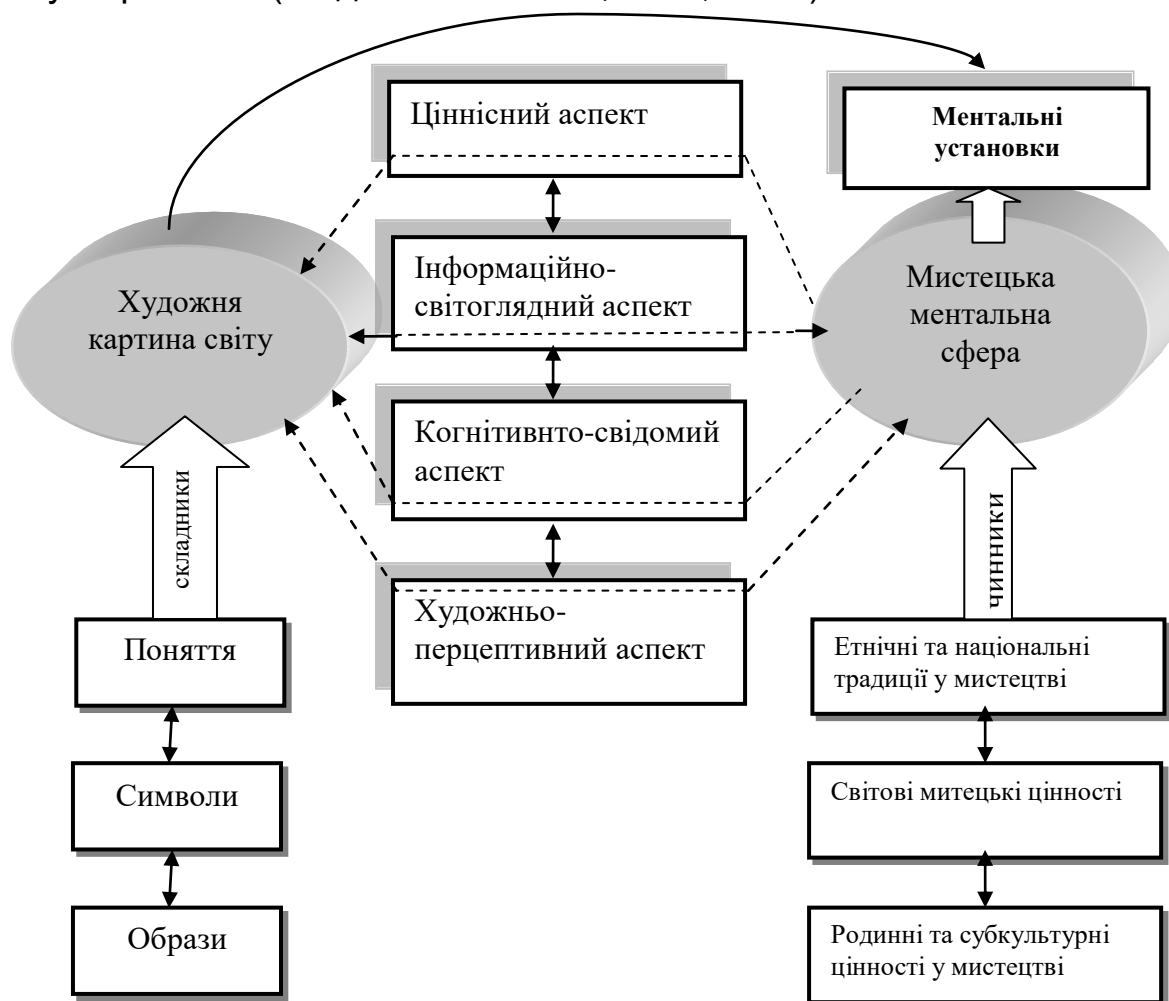 Ціннісний аспект
Ментальні
установки
Інформаційно-
світоглядний аспект
Художня
картина світу
Мистецька
ментальна
сфера
Когнітивнто-свідомий
аспект
складники
чинники
Художньо-
перцептивний аспект
Поняття
Етнічні та національні
традиції у мистецтві
Символи
Світові митецькі цінності
Образи
Родинні та субкультурні
цінності у мистецтві